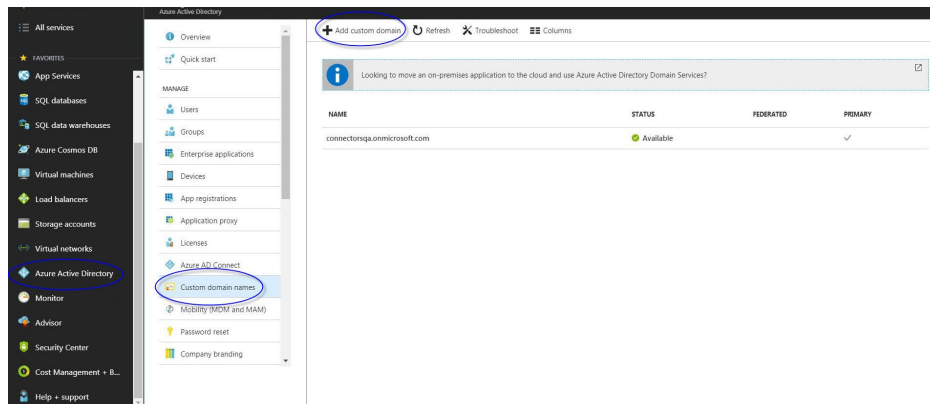 Azure Active Directory
All services
FAVORITES
App Services
SQL databases
SQL data warehouses
Azure Cosmos DB
Virtual machines
Load balancers
Storage accounts
Virtual networks
Azure Active Directory
Monitor
Advisor
Security Center
Cost Management + B...
Help + support
Overview
Quick start
MANAGE
Users
Groups
Enterprise applications
Devices
App registrations
Application proxy
Licenses
Azure AD Connect
Custom domain names
Mobility (MDM and MAM)
Password reset
Company branding
Add custom domain Refresh Troubleshoot Columns
Looking to move an on-premises application to the cloud and use Azure Active Directory Domain Services?
NAME STATUS FEDERATED PRIMARY
connectorsqa.onmicrosoft.com Available